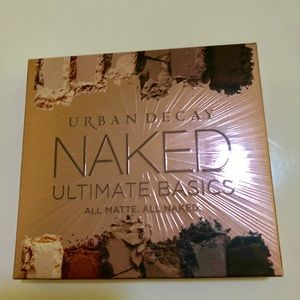 URBAN DECAY
NAKED
ULTIMATE BASICS
ALL MATTE. ALL NAKED.